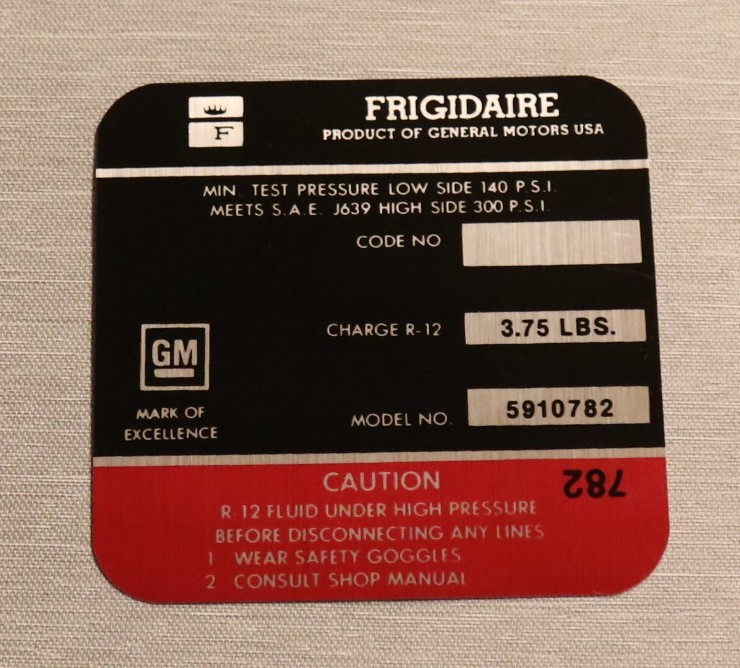 F
FRIGIDAIRE
PRODUCT OF GENERAL MOTORS USA
MIN. TEST PRESSURE LOW SIDE 140 P.S.I.
MEETS S.A.E. J639 HIGH SIDE 300 P.S.I.
CODE NO
CHARGE R-12 3.75 LBS.
GM
MARK OF
EXCELLENCE
MODEL NO. 5910782
CAUTION
782
R 12 FLUID UNDER HIGH PRESSURE
BEFORE DISCONNECTING ANY LINES
1 WEAR SAFETY GOGGLES
2 CONSULT SHOP MANUAL